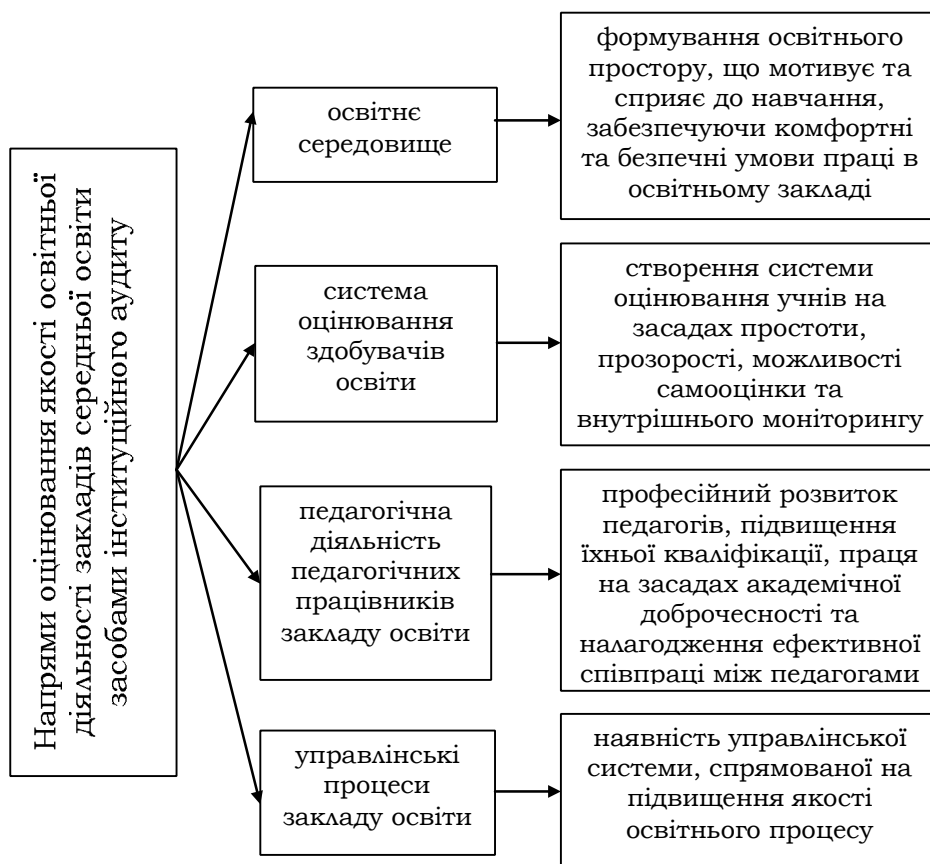 Напрями оцінювання якості освітньої
діяльності закладів середньої освіти
засобами інституційного аудиту
освітнє
середовище
формування освітнього
простору, що мотивує та
сприяє до навчання,
забезпечуючи комфортні
та безпечні умови праці в
освітньому закладі
система
оцінювання
здобувачів
освіти
створення системи
оцінювання учнів на
засадах простоти,
прозорості, можливості
самооцінки та
внутрішнього моніторингу
педагогічна
діяльність
педагогічних
працівників
закладу освіти
професійний розвиток
педагогів, підвищення
їхньої кваліфікації, праця
на засадах академічної
доброчесності та
налагодження ефективної
співпраці між педагогами
управлінські
процеси
закладу освіти
наявність управлінської
системи, спрямованої на
підвищення якості
освітнього процесу